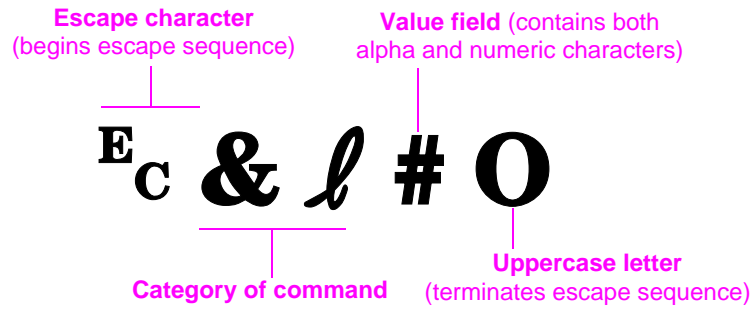 Escape character
(begins escape sequence)
Value field (contains both
alpha and numeric characters)
EC & ℓ # O
Category of command
Uppercase letter
(terminates escape sequence)